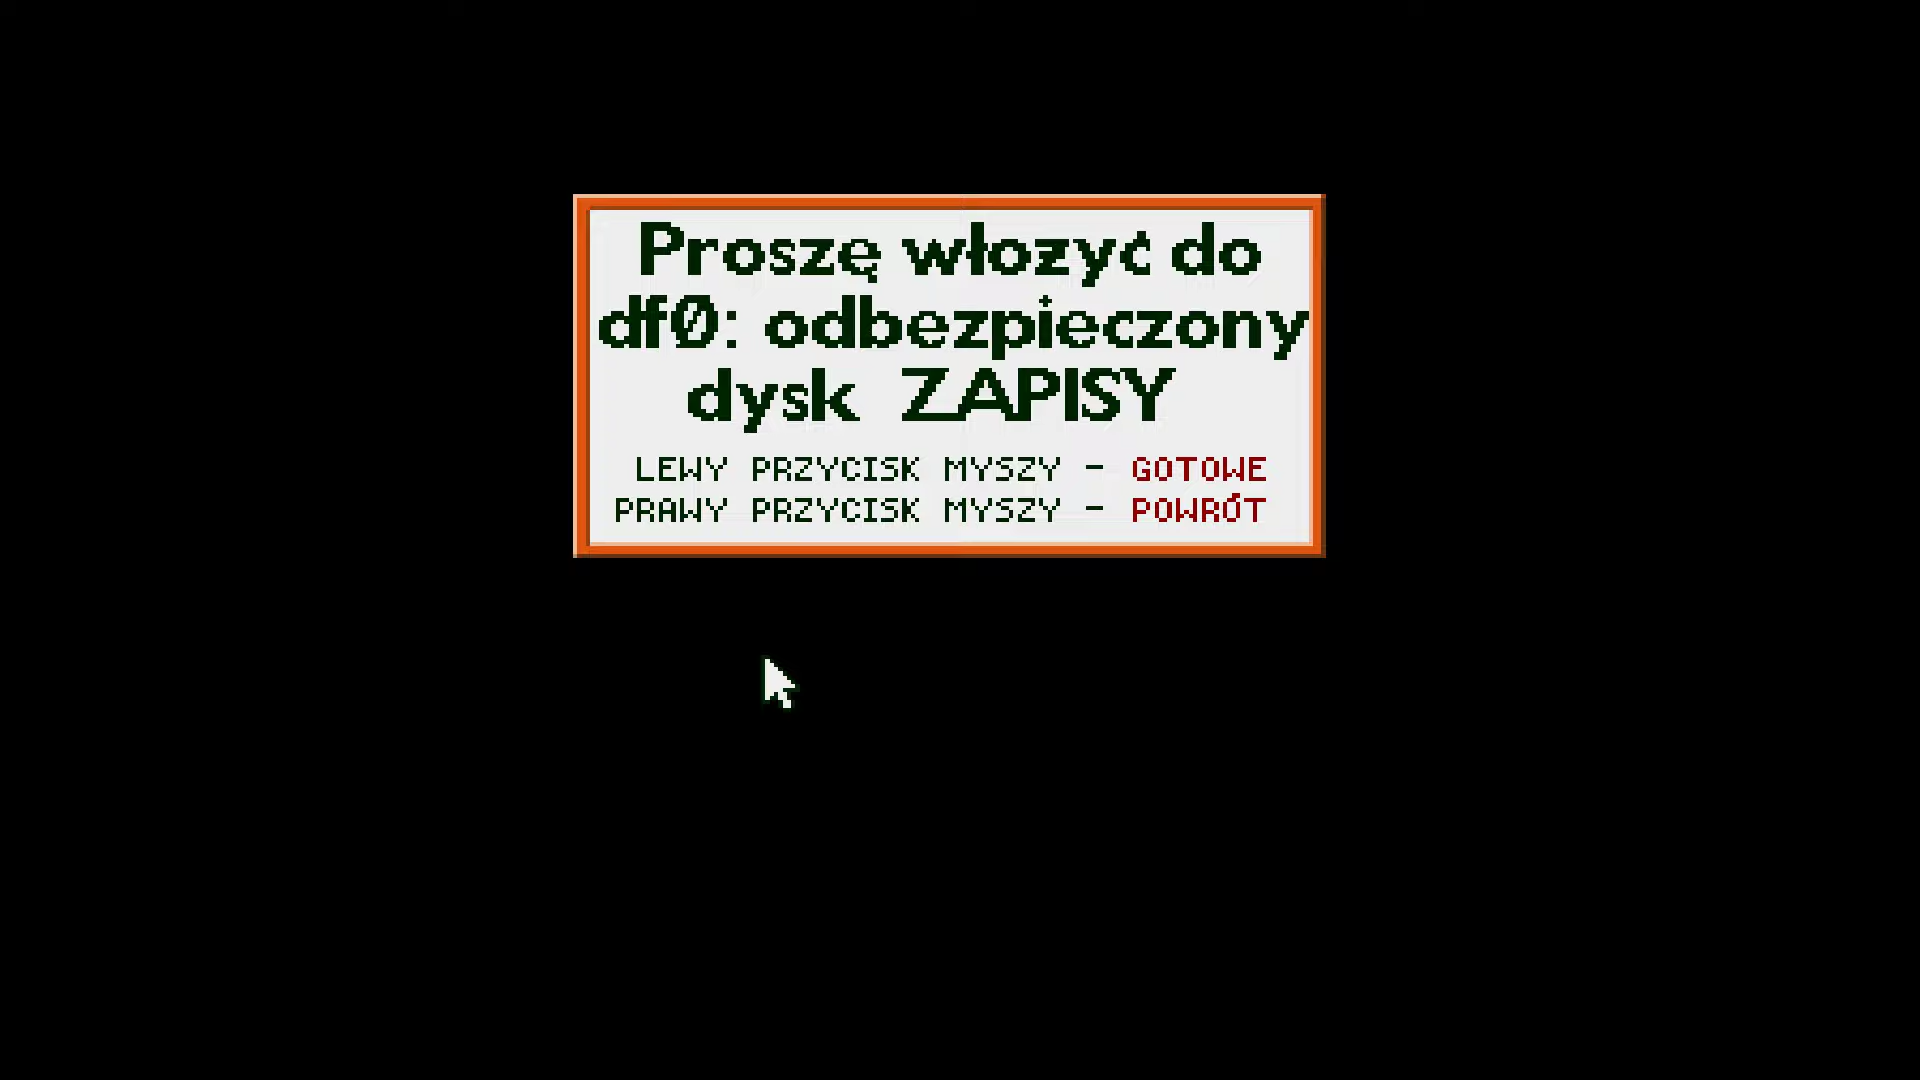 Proszę włozyć do
df0: odbezpieczony
dysk ZAPISY
LEWY PRZYCISK MYSZY - GOTOWE
PRAWY PRZYCISK MYSZY - POWRÓT